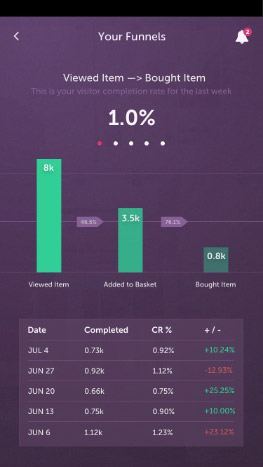 Your Funnels
2
Viewed Item —> Bought Item
This is your visitor completion rate for the last week
1.0%
8k
3.5k
76.1%
0.8k
Viewed Item
Added to Basket
Bought Item
Date Completed CR % + / -
JUL 4 0.73k 0.92% +10.24%
JUN 27 0.92k 1.12% -12.93%
JUN 20 0.66k 0.75% +25.25%
JUN 13 0.75k 0.90% +10.00%
JUN 6 1.12k 1.23% +23.12%